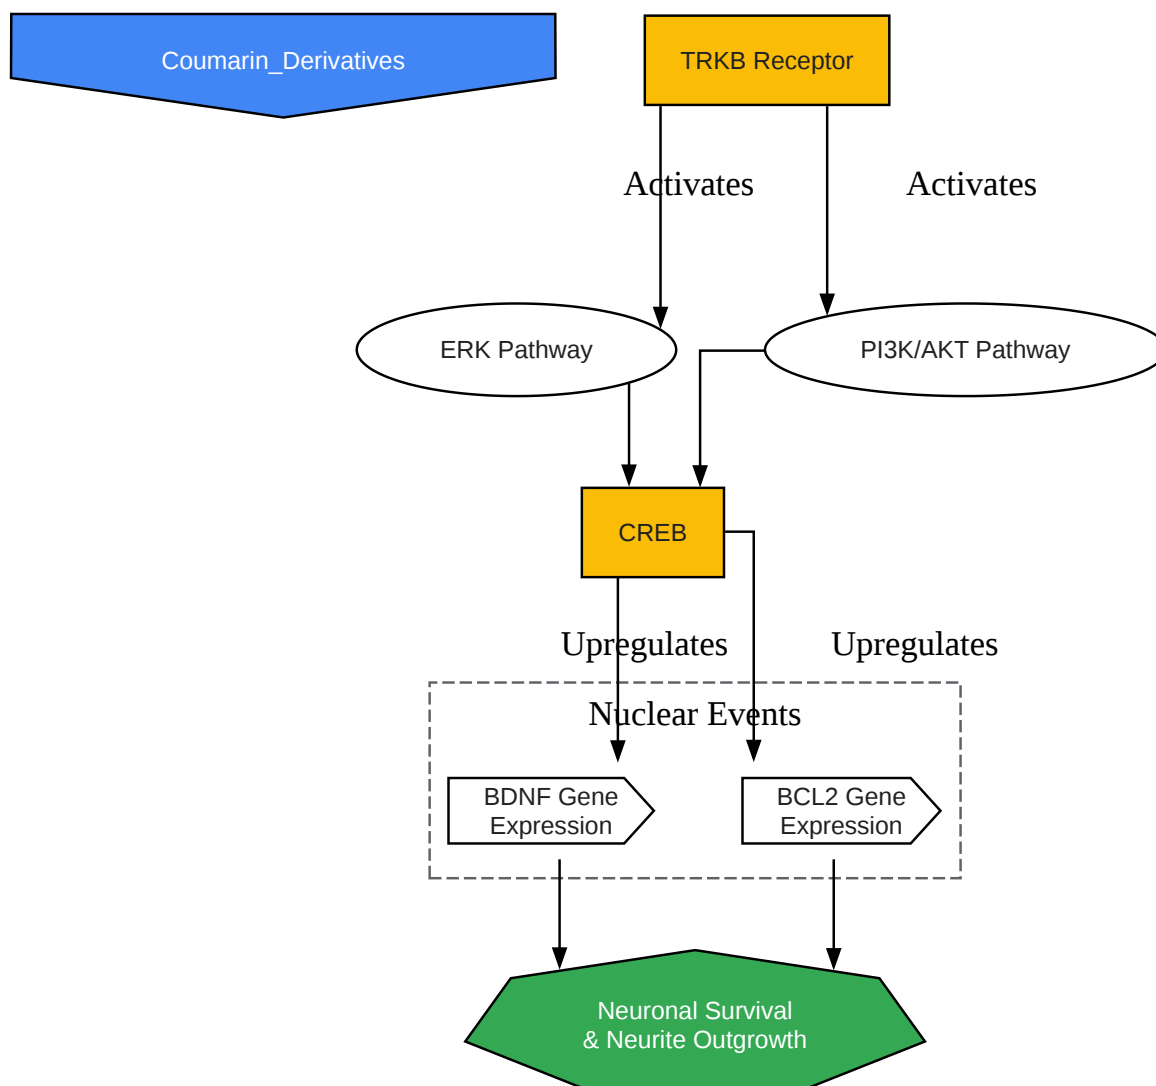 Coumarin_Derivatives
TRKB Receptor
Activates
Activates
ERK Pathway
PI3K/AKT Pathway
CREB
Upregulates
Upregulates
Nuclear Events
BDNF Gene
Expression
BCL2 Gene
Expression
Neuronal Survival
& Neurite Outgrowth